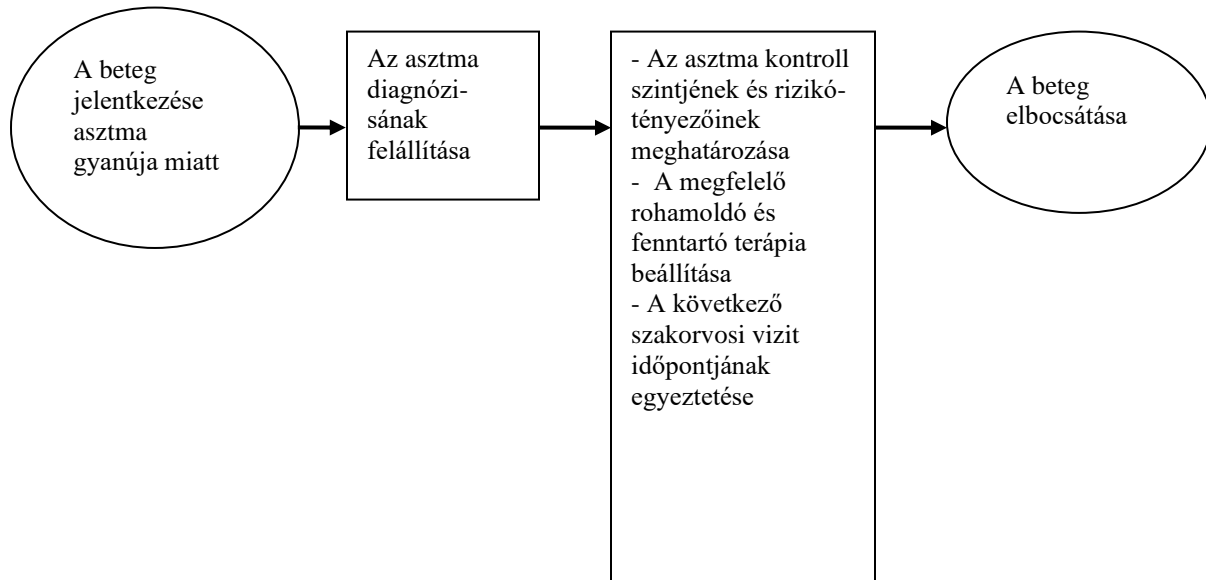 A beteg
jelentkezése
asztma
gyanúja miatt
Az asztma
diagnózi-
sának
felállítása
- Az asztma kontroll
szintjének és rizikó-
tényezőinek
meghatározása
- A megfelelő
rohamoldó és
fenntartó terápia
beállítása
- A következő
szakorvosi vizit
időpontjának
egyeztetése
A beteg
elbocsátása